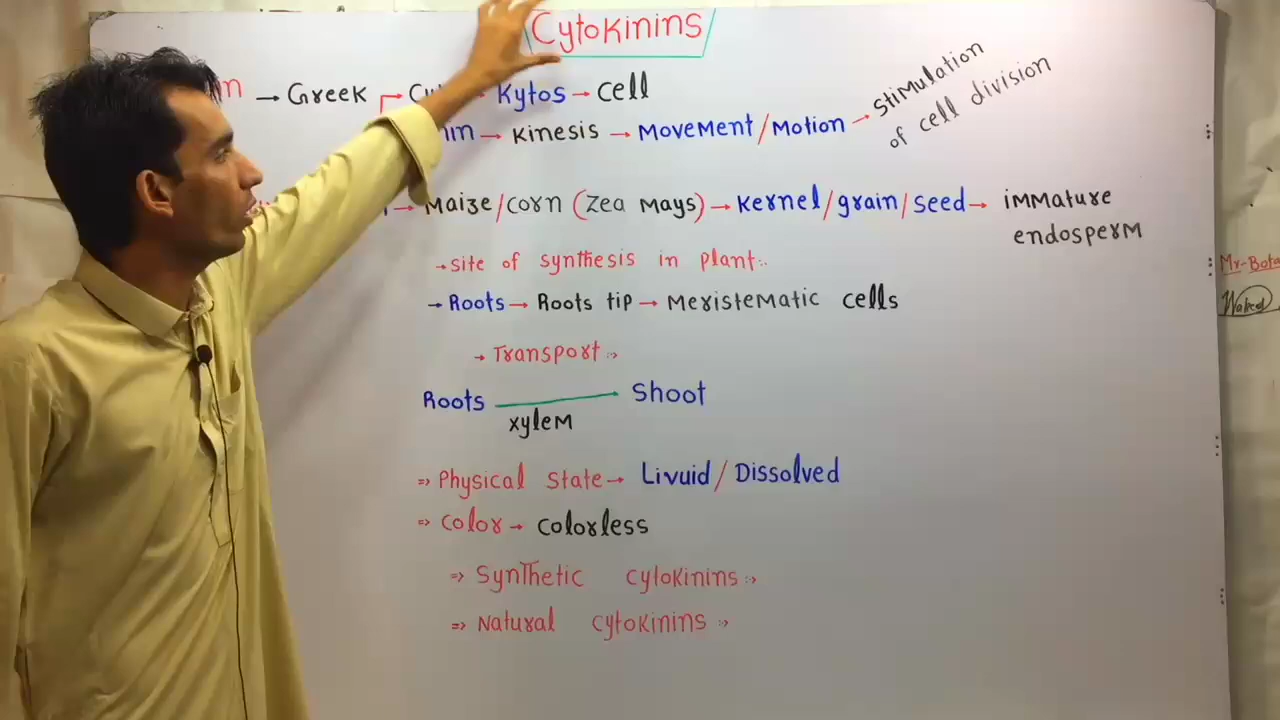 Cytokinins
→ Greek → → Kytos → cell
→ Kinesis → Movement/Motion → stimulation of cell division
→ Maize/corn (Zea Mays) → Kernel/grain/seed → immature endosperm
→ site of synthesis in plant:-
→ Roots → Roots tip → Meristematic cells
→ Transport :-
Roots → Shoot
xylem
⇒ Physical state → Livuid/Dissolved
⇒ Color → Colorless
⇒ Synthetic cytokinins :-
⇒ Natural cytokinins :-
Waheed